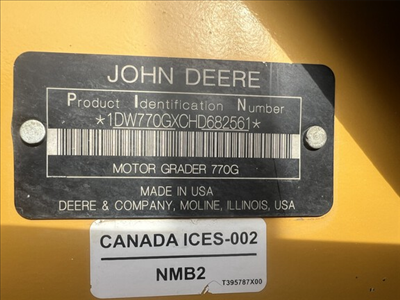 JOHN DEERE
Product Identification Number
*1DW770GXCHD682561*
MOTOR GRADER 770G
MADE IN USA
DEERE & COMPANY, MOLINE, ILLINOIS, USA
CANADA ICES-002
NMB2
T395787X00